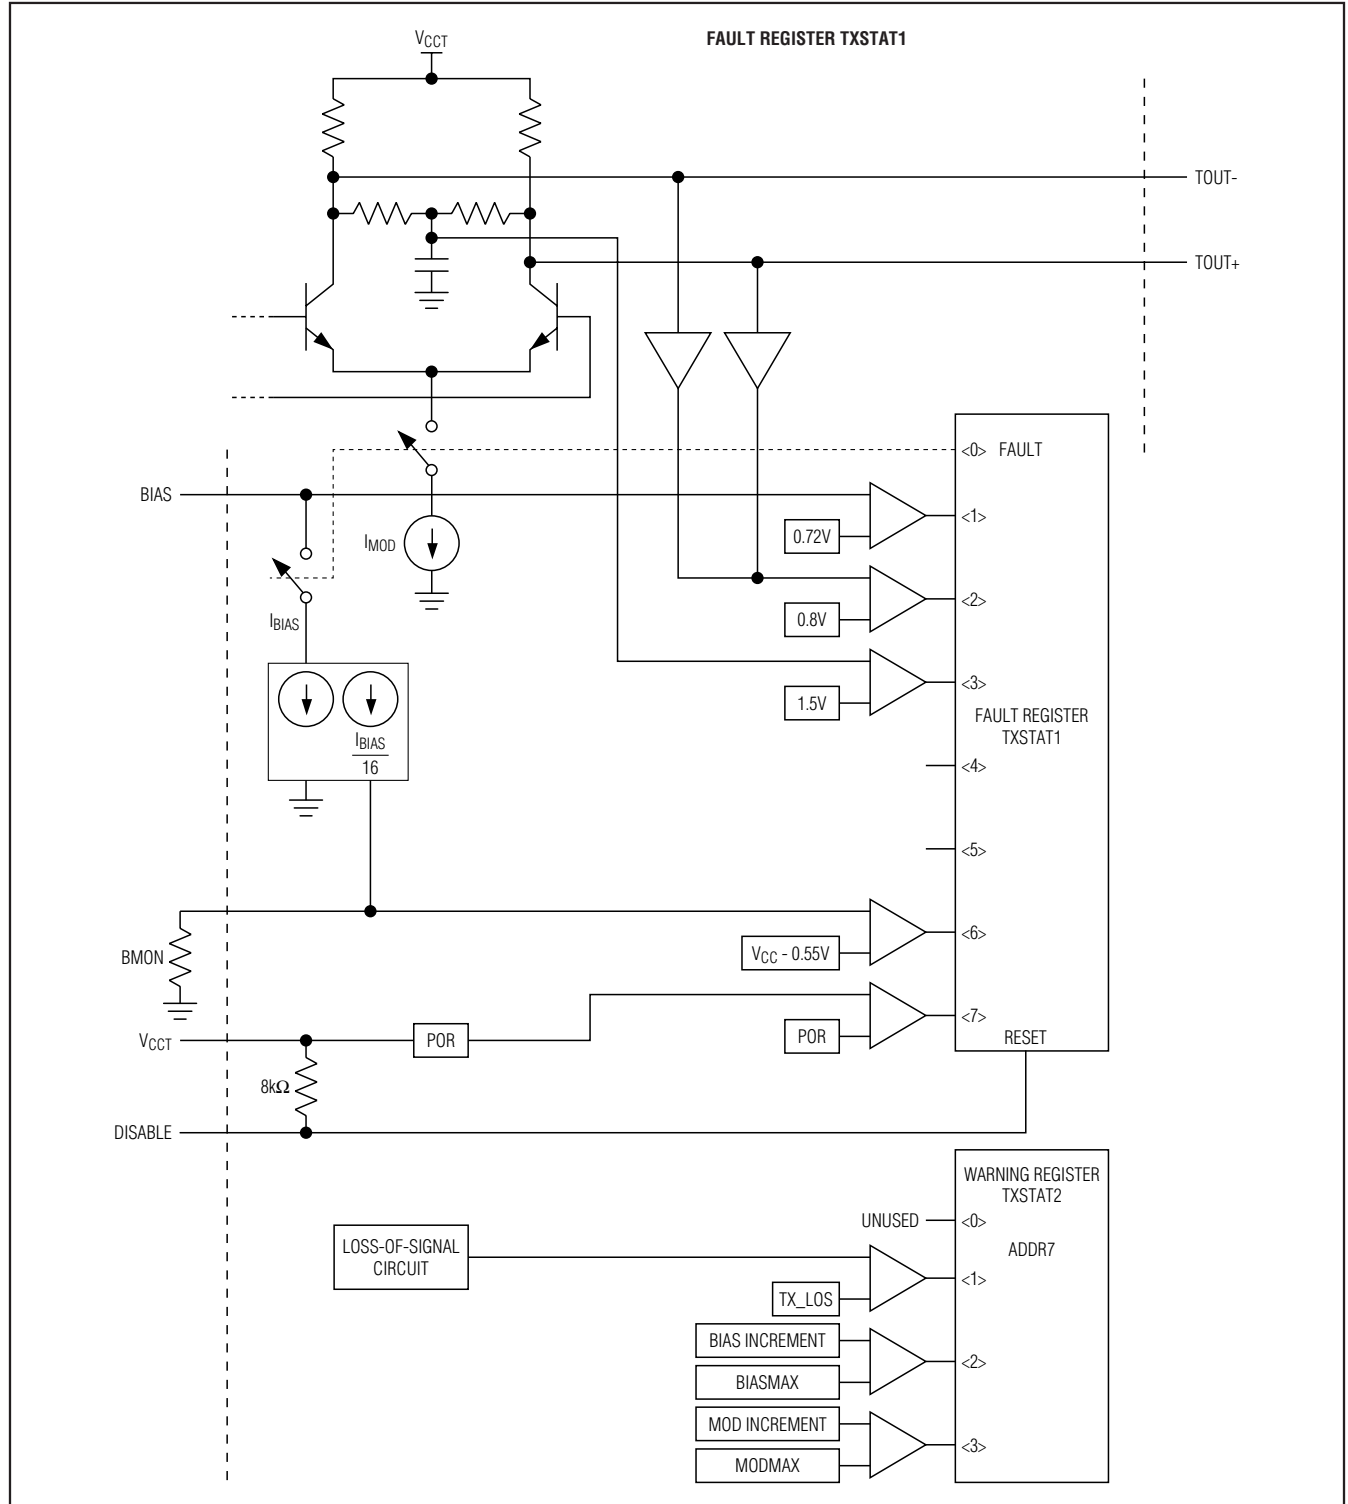 FAULT REGISTER TXSTAT1
VCCT
TOUT-
TOUT+
<0> FAULT
BIAS
<1>
0.72V
IMOD
<2>
0.8V
IBIAS
<3>
1.5V
FAULT REGISTER
TXSTAT1
IBIAS
16
<4>
<5>
<6>
VCC - 0.55V
BMON
<7>
POR
POR
VCCT
RESET
8kΩ
DISABLE
WARNING REGISTER
TXSTAT2
UNUSED
<0>
ADDR7
LOSS-OF-SIGNAL
CIRCUIT
<1>
TX_LOS
BIAS INCREMENT
<2>
BIASMAX
MOD INCREMENT
<3>
MODMAX